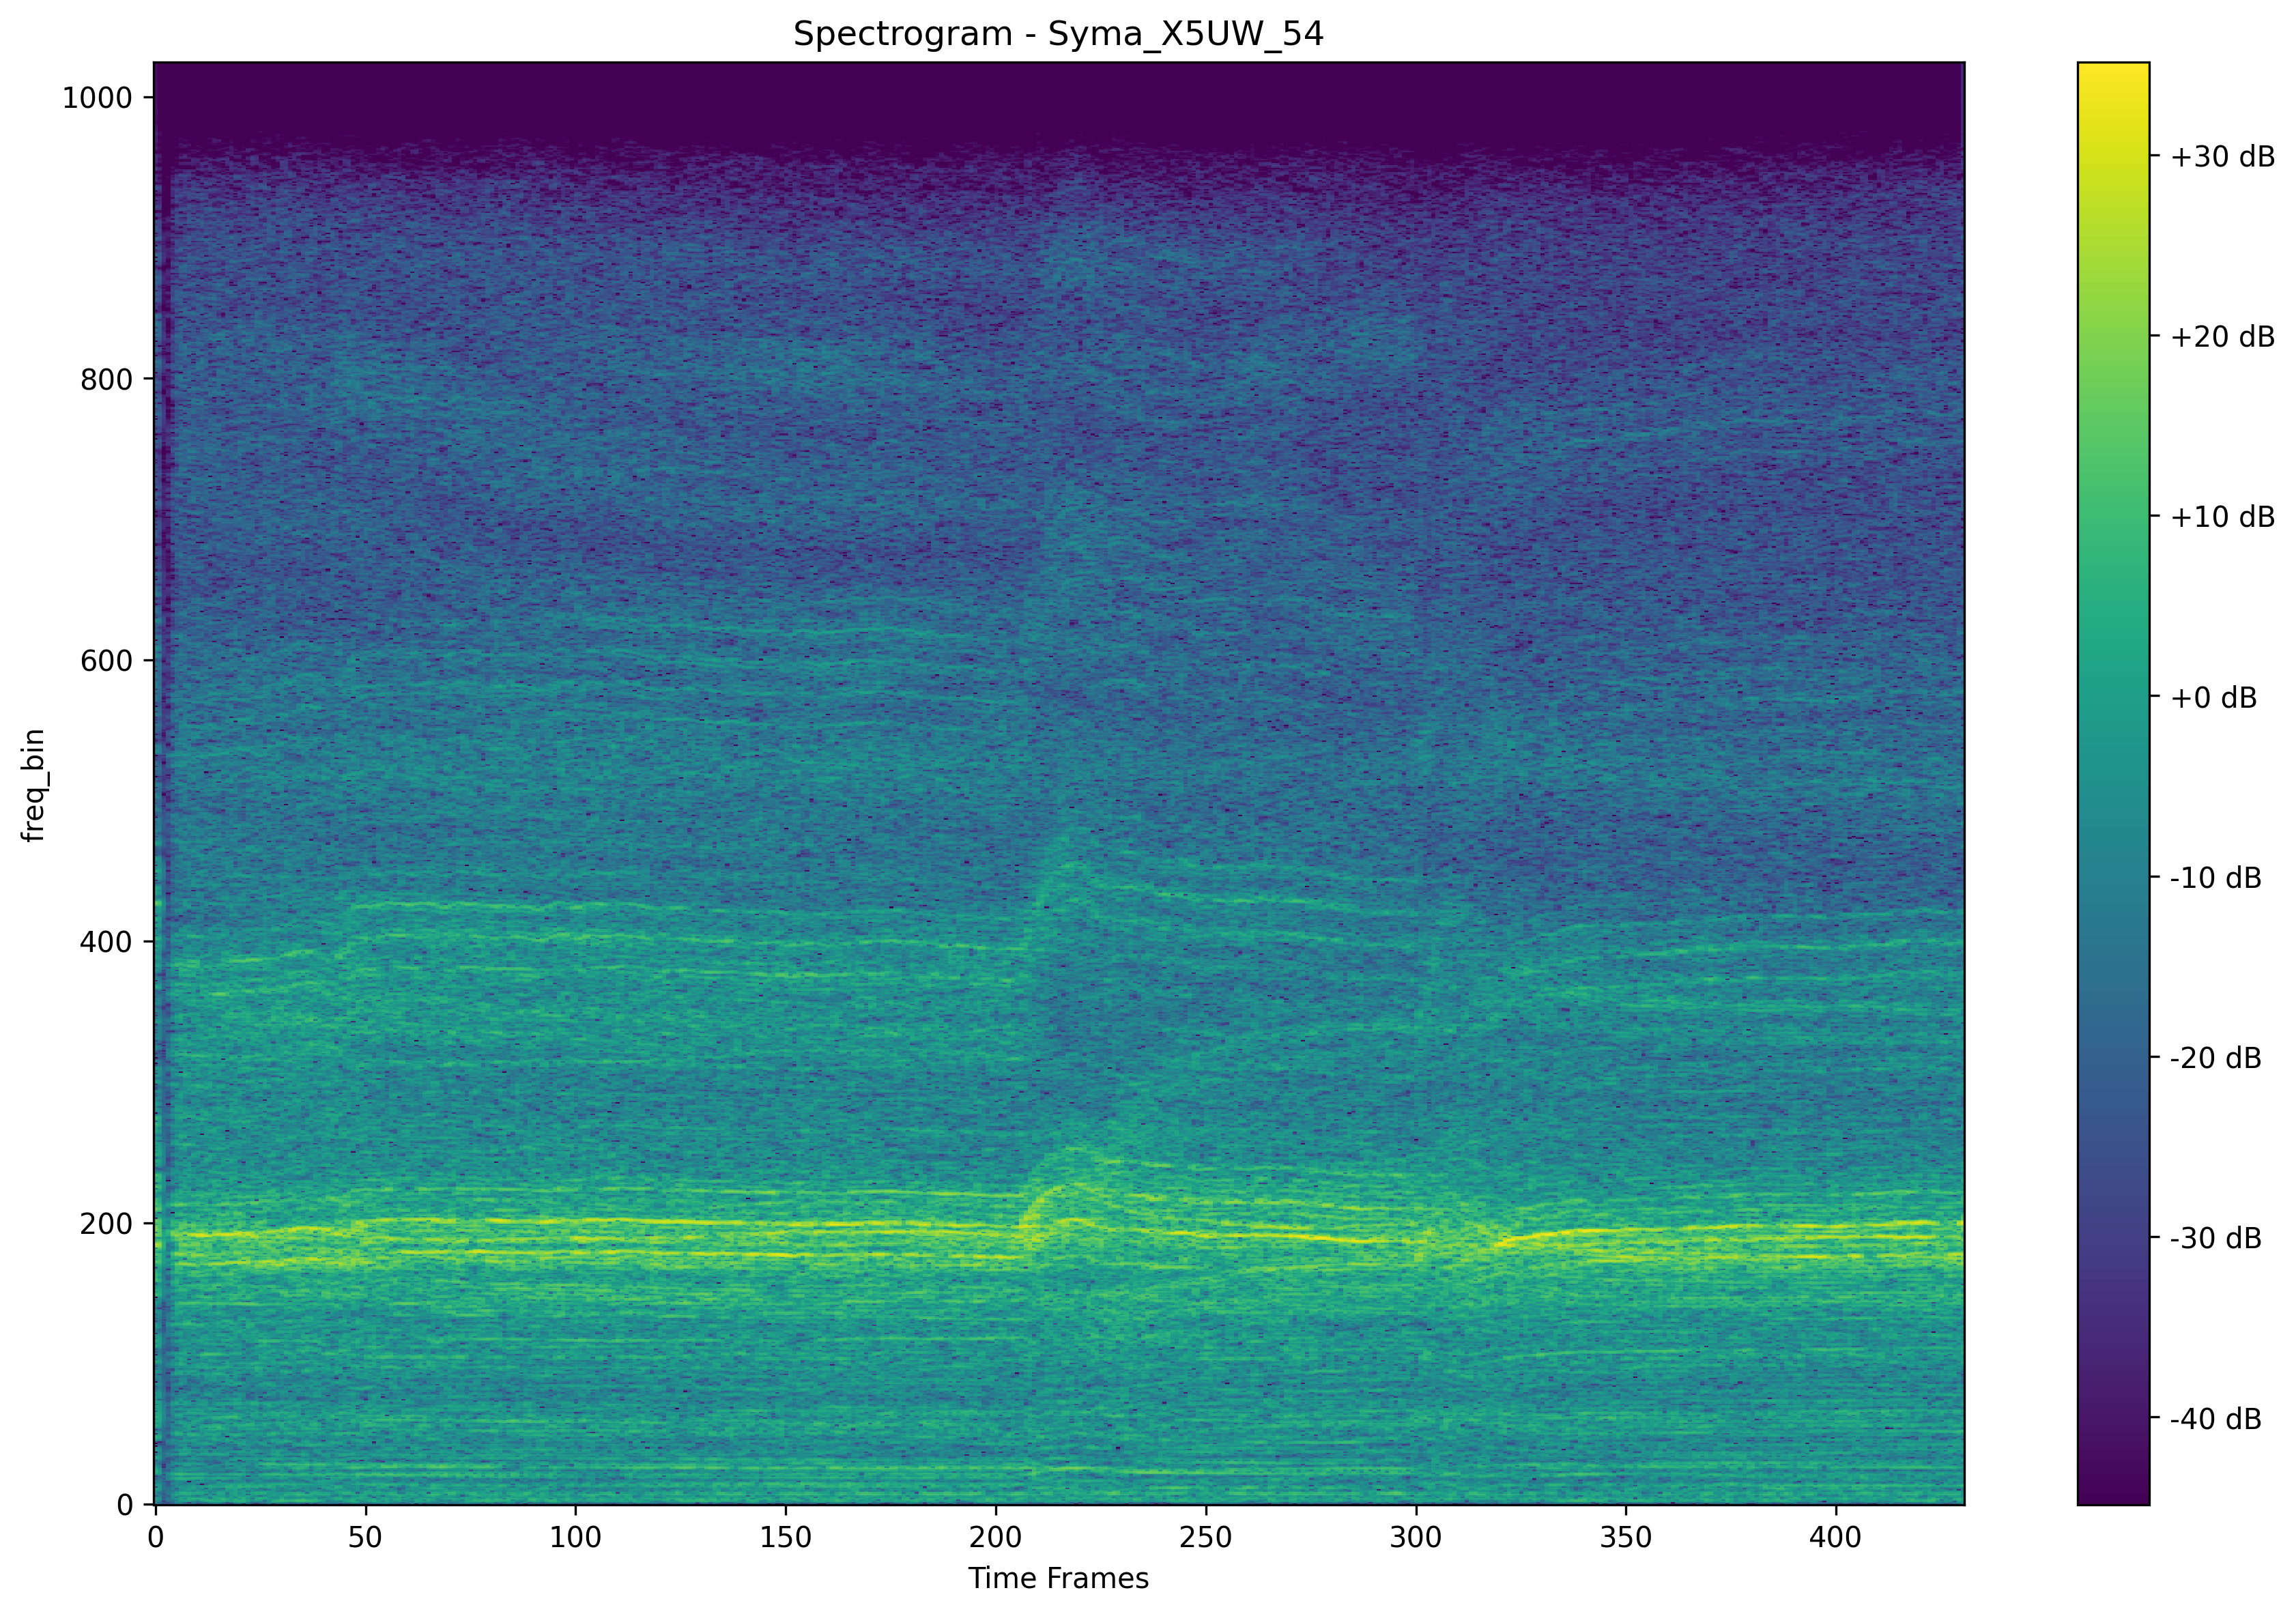 Spectrogram - Syma_X5UW_54
freq_bin
1000
800
600
400
200
0
0 50 100 150 200 250 300 350 400
Time Frames
+30 dB
+20 dB
+10 dB
+0 dB
-10 dB
-20 dB
-30 dB
-40 dB